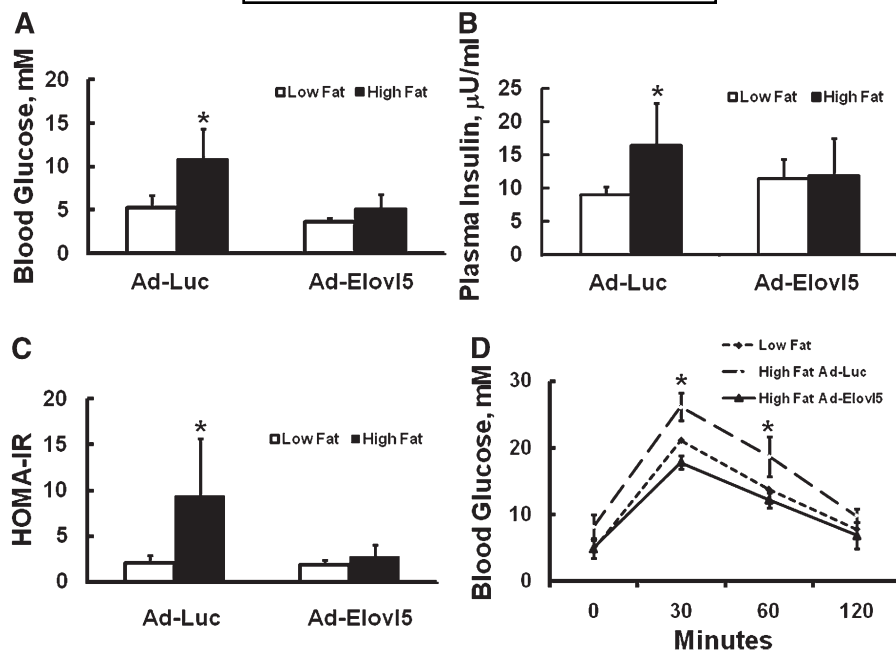 A
Blood Glucose, mM
20
15
10
5
0
Low Fat High Fat
*
Ad-Luc Ad-Elovl5
B
Plasma Insulin, μU/ml
25
20
15
10
5
0
Low Fat High Fat
*
Ad-Luc Ad-Elovl5
C
HOMA-IR
20
15
10
5
0
Low Fat High Fat
*
Ad-Luc Ad-Elovl5
D
Blood Glucose, mM
30
20
10
0
Low Fat
High Fat Ad-Luc
High Fat Ad-Elovl5
*
*
0 30 60 120
Minutes